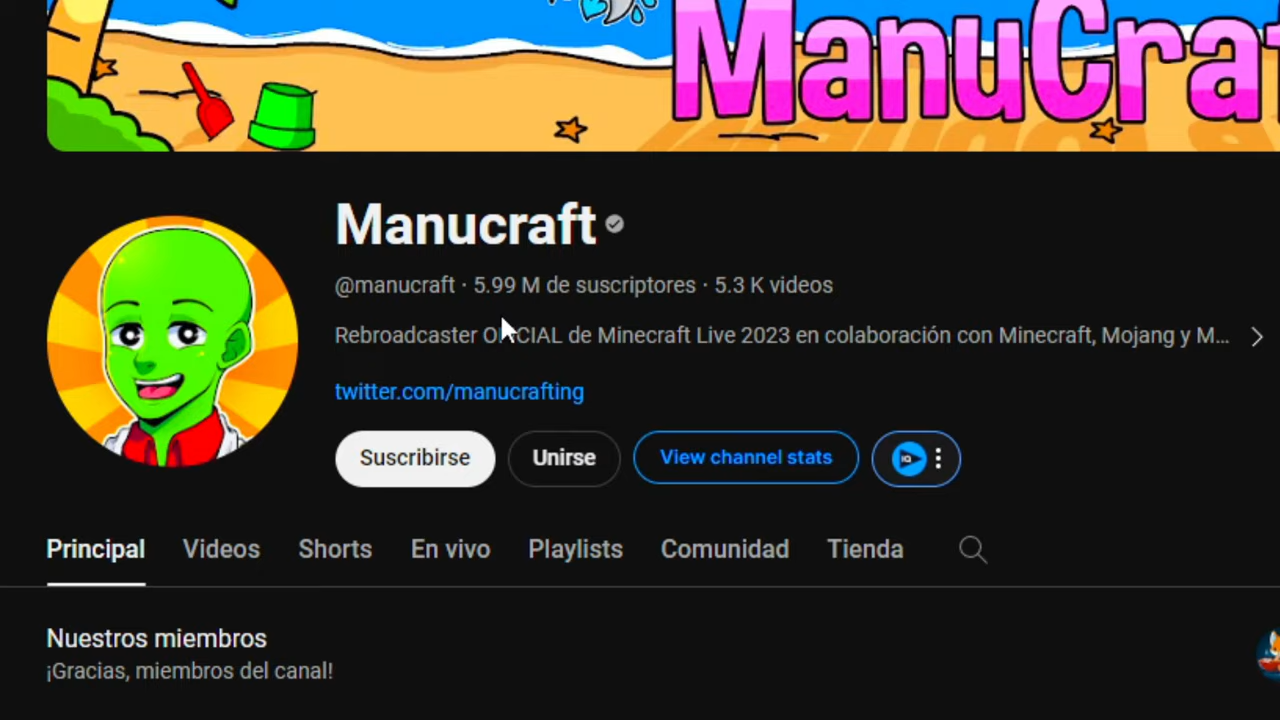 ManuCra
Manucraft
@manucraft · 5.99 M de suscriptores · 5.3 K videos
Rebroadcaster de Minecraft Live 2023 en colaboración con Minecraft, Mojang y M...
twitter.com/manucrafting
Suscribirse Unirse View channel stats IQ
Principal Videos Shorts En vivo Playlists Comunidad Tienda
Nuestros miembros
¡Gracias, miembros del canal!